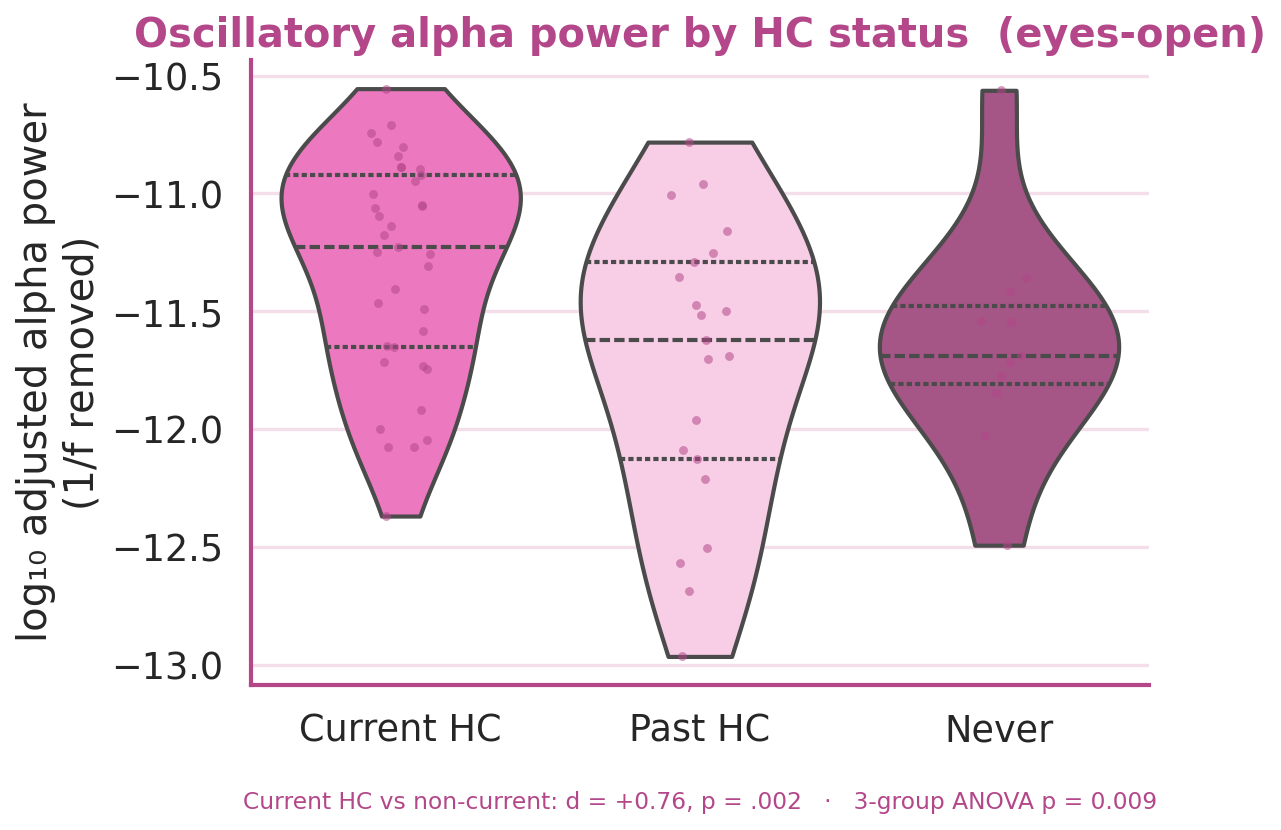 Oscillatory alpha power by HC status (eyes-open)
log₁₀ adjusted alpha power
(1/f removed)
−10.5
−11.0
−11.5
−12.0
−12.5
−13.0
Current HC
Past HC
Never
Current HC vs non-current: d = +0.76, p = .002 · 3-group ANOVA p = 0.009